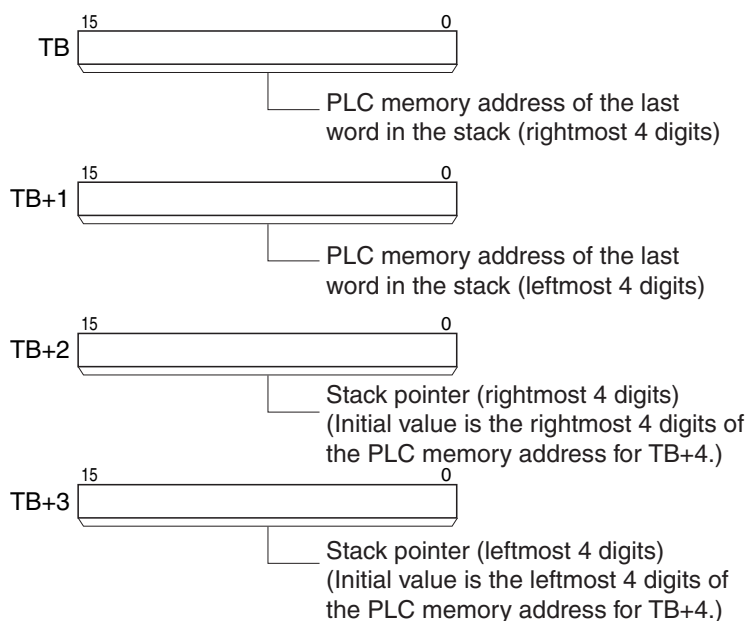 15 0
TB
PLC memory address of the last
word in the stack (rightmost 4 digits)
15 0
TB+1
PLC memory address of the last
word in the stack (leftmost 4 digits)
15 0
TB+2
Stack pointer (rightmost 4 digits)
(Initial value is the rightmost 4 digits of
the PLC memory address for TB+4.)
15 0
TB+3
Stack pointer (leftmost 4 digits)
(Initial value is the leftmost 4 digits of
the PLC memory address for TB+4.)